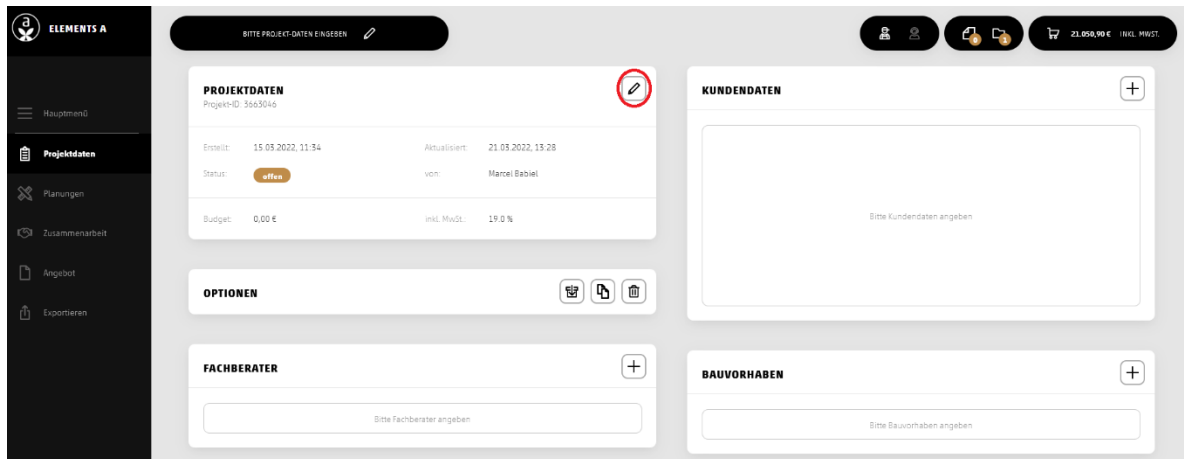 ELEMENTS A
BITTE PROJEKT-DATEN EINGEBEN
0
1
21.050,90 € INKL. MWST.
Hauptmenü
Projektdaten
Planungen
Zusammenarbeit
Angebot
Exportieren
PROJEKTDATEN
Projekt-ID: 3663046
Erstellt: 15.03.2022, 11:34 Aktualisiert: 21.03.2022, 13:28
Status: offen von: Marcel Babiel
Budget: 0,00 € inkl. MwSt.: 19.0 %
OPTIONEN
FACHBERATER
Bitte Fachberater angeben
KUNDENDATEN
Bitte Kundendaten angeben
BAUVORHABEN
Bitte Bauvorhaben angeben